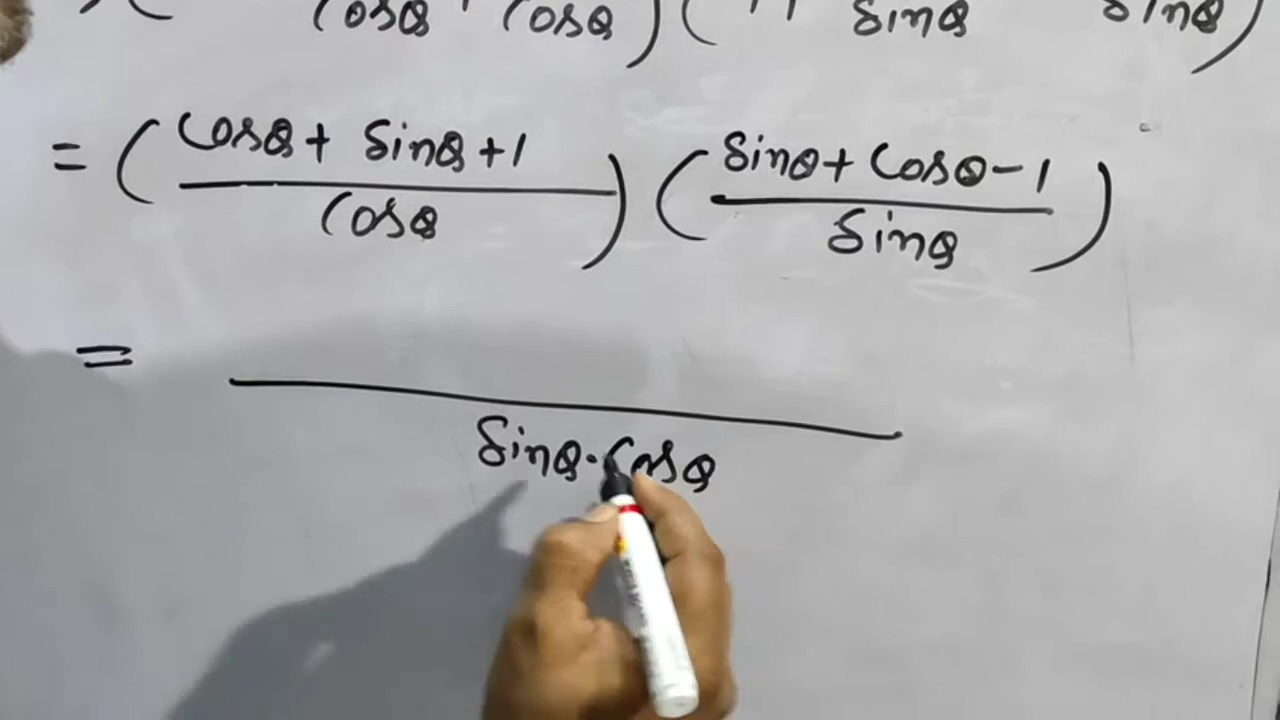 cosθ + cosθ ) ( 1+ sinθ sinθ )
= ( cosθ + sinθ + 1 / cosθ ) ( sinθ + cosθ - 1 / sinθ )
= / sinθ · cosθ